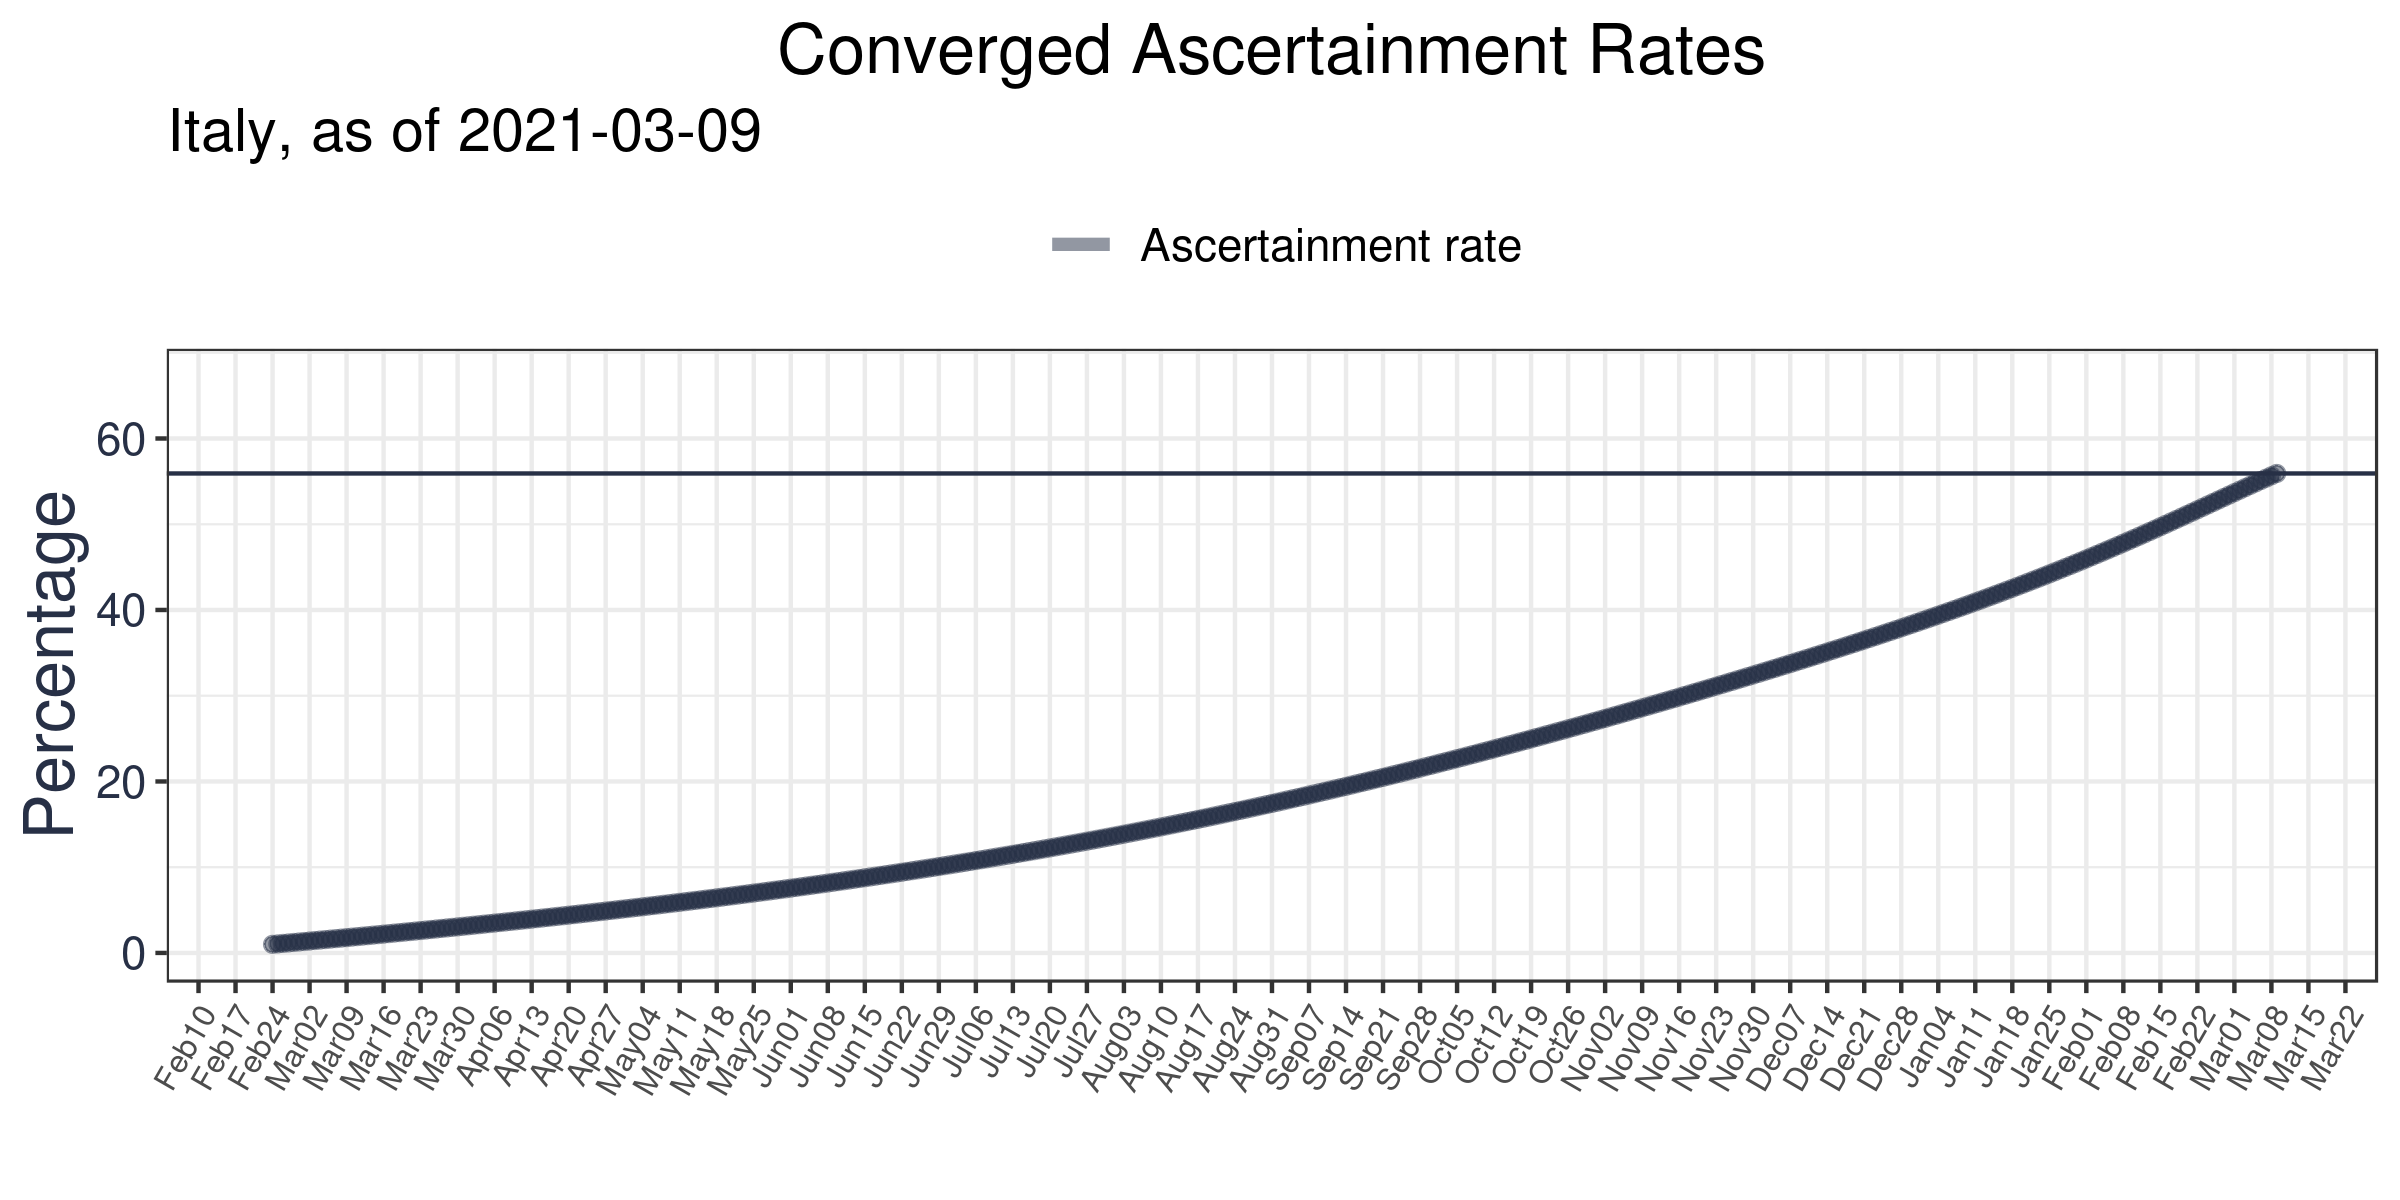 Converged Ascertainment Rates
Italy, as of 2021-03-09
Ascertainment rate
Percentage
60
40
20
0
Feb10
Feb17
Feb24
Mar02
Mar09
Mar16
Mar23
Mar30
Apr06
Apr13
Apr20
Apr27
May04
May11
May18
May25
Jun01
Jun08
Jun15
Jun22
Jun29
Jul06
Jul13
Jul20
Jul27
Aug03
Aug10
Aug17
Aug24
Aug31
Sep07
Sep14
Sep21
Sep28
Oct05
Oct12
Oct19
Oct26
Nov02
Nov09
Nov16
Nov23
Nov30
Dec07
Dec14
Dec21
Dec28
Jan04
Jan11
Jan18
Jan25
Feb01
Feb08
Feb15
Feb22
Mar01
Mar08
Mar15
Mar22